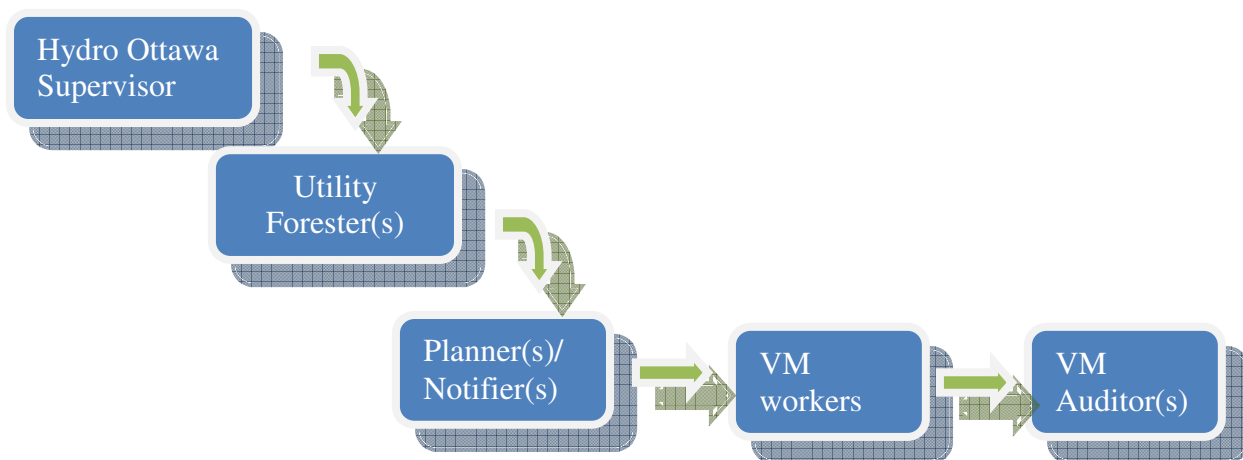 Hydro Ottawa
Supervisor
Utility
Forester(s)
Planner(s)/
Notifier(s)
VM
workers
VM
Auditor(s)